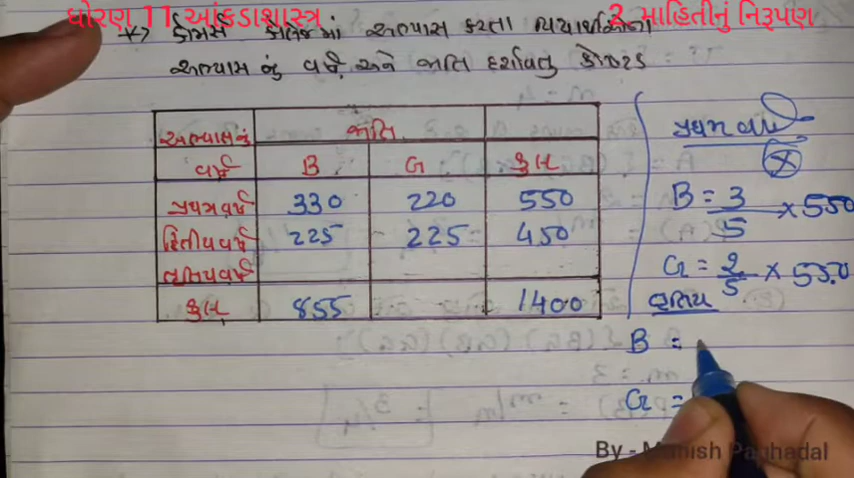 ધોરણ 11 આંકડાશાસ્ત્ર
2 માહિતીનું નિરૂપણ
*> કોમર્સ કોલેજમાં અભ્યાસ કરતા
અભ્યાસ નું વર્ષ અને જાતિ દર્શાવતુ કોષ્ટક
અભ્યાસનું જાતિ
વર્ષ B G કુલ
પ્રથમવર્ષ 330 220 550
દ્વિતીયવર્ષ 225 225 450
તૃતિયવર્ષ
કુલ 855 1400
પ્રથમ વર્ષ
B = 3/5 × 550
G = 2/5 × 550
B =
G =
By - Manish Paghadal